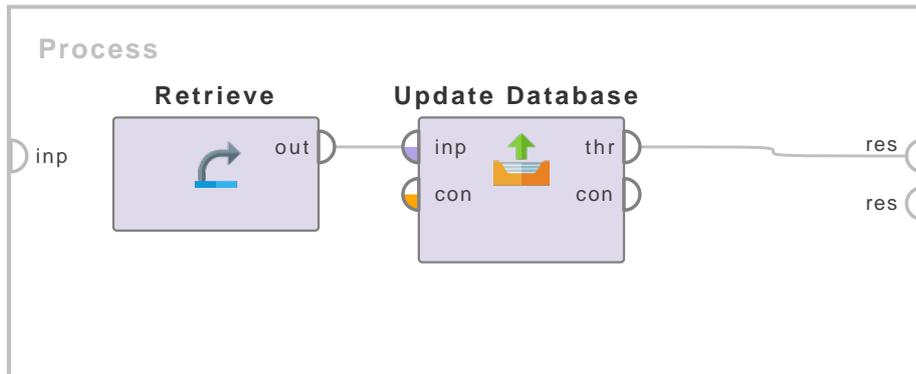 Process
Retrieve
Update Database
inp
out
inp
thr
res
con
con
res